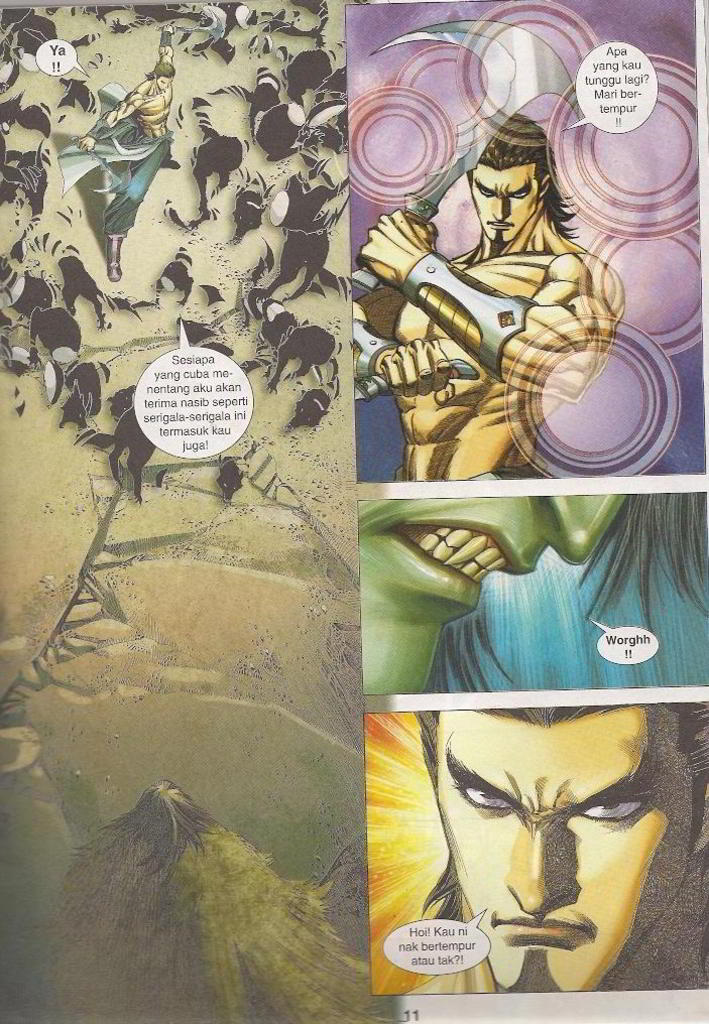 Ya
!!
Sesiapa
yang cuba me-
nentang aku akan
terima nasib seperti
serigala-serigala ini
termasuk kau
juga!
Apa
yang kau
tunggu lagi?
Mari ber-
tempur
!!
Worghh
!!
Hoi! Kau ni
nak bertempur
atau tak?!
11